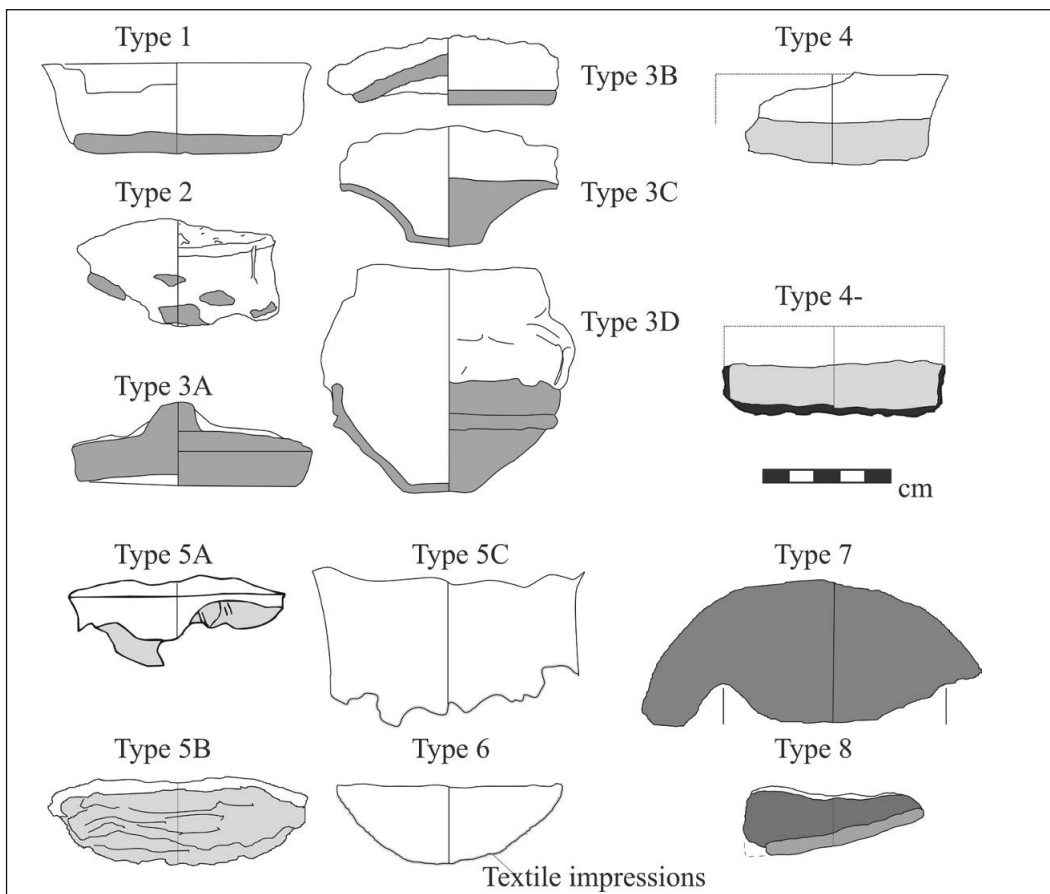 Type 1
Type 2
Type 3A
Type 3B
Type 3C
Type 3D
Type 4
Type 4-
cm
Type 5A
Type 5C
Type 7
Type 5B
Type 6
Type 8
Textile impressions